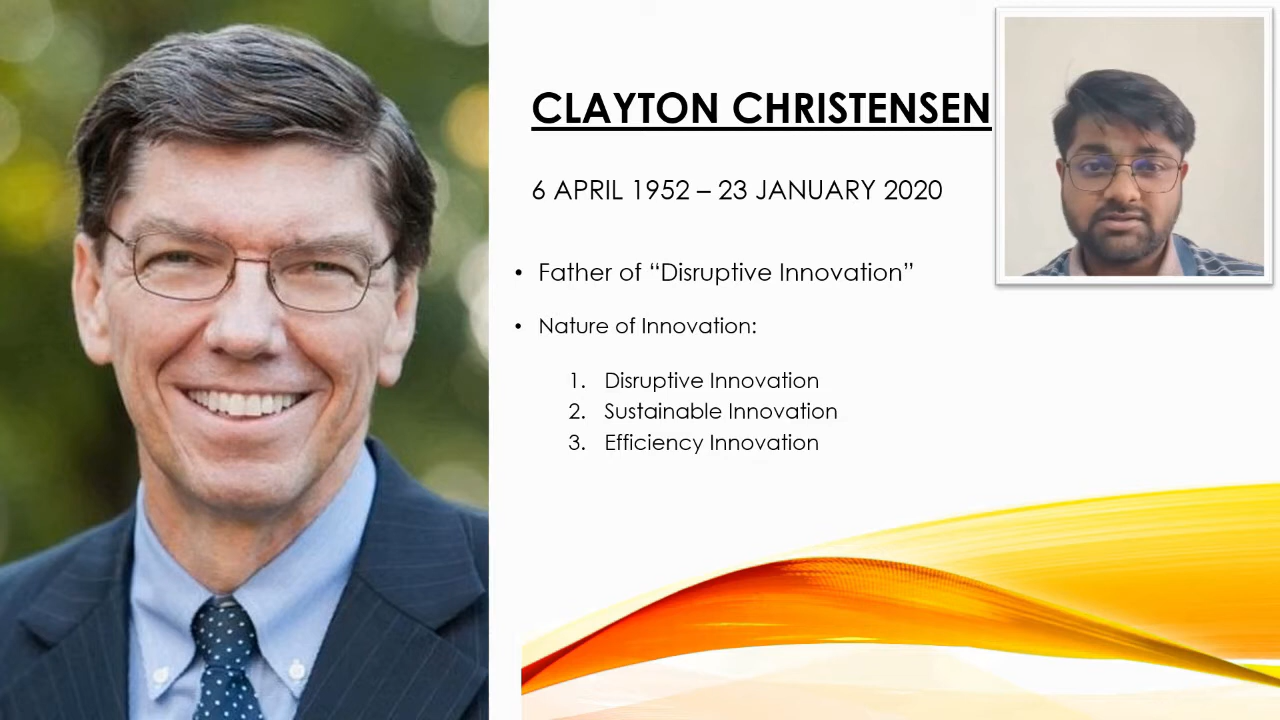 CLAYTON CHRISTENSEN
6 APRIL 1952 – 23 JANUARY 2020
• Father of “Disruptive Innovation”
• Nature of Innovation:
1. Disruptive Innovation
2. Sustainable Innovation
3. Efficiency Innovation